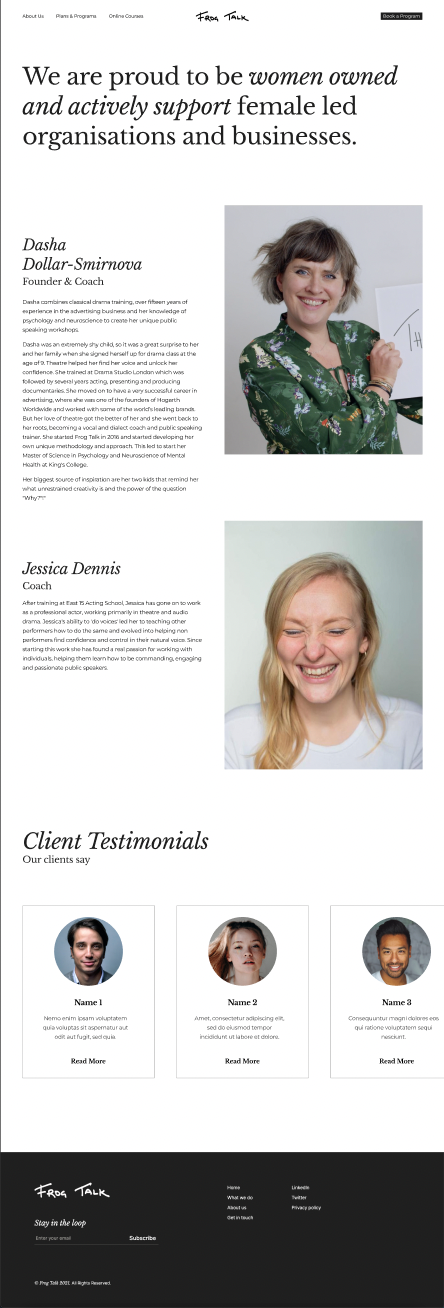 About Us Plans & Programs Online Courses FROG TALK Book a Program
We are proud to be women owned
and actively support female led
organisations and businesses.
Dasha
Dollar-Smirnova
Founder & Coach
Dasha combines classical drama training, over fifteen years of
experience in the advertising business and her knowledge of
psychology and neuroscience to create her unique public
speaking workshops.
Dasha was an extremely shy child, so it was a great surprise to her
and her family when she signed herself up for drama class at the
age of 9. Theatre helped her find her voice and unlock her
confidence. She trained at Drama Studio London which was
followed by several years acting, presenting and producing
documentaries. She moved on to have a very successful career in
advertising, where she was one of the founders of Hogarth
Worldwide and worked with some of the world's leading brands.
But her love of theatre got the better of her and she went back to
her roots, becoming a vocal and dialect coach and public speaking
trainer. She started Frog Talk in 2016 and started developing her
own unique methodology and approach. This led to start her
Master of Science in Psychology and Neuroscience of Mental
Health at King's College.
Her biggest source of inspiration are her two kids that remind her
what unrestrained creativity is and the power of the question
"Why?"!"
TH
Jessica Dennis
Coach
After training at East 15 Acting School, Jessica has gone on to work
as a professional actor, working primarily in theatre and audio
drama. Jessica's ability to 'do voices' led her to teaching other
performers how to do the same and evolved into helping non
performers find confidence and control in their natural voice. Since
starting this work she has found a real passion for working with
individuals, helping them learn how to be commanding, engaging
and passionate public speakers.
Client Testimonials
Our clients say
Name 1
Nemo enim ipsam voluptatem
quia voluptas sit aspernatur aut
odit aut fugit, sed quia.
Read More
Name 2
Amet, consectetur adipiscing elit,
sed do eiusmod tempor
incididunt ut labore et dolore.
Read More
Name 3
Consequuntur magni dolores eos
qui ratione voluptatem sequi
nesciunt.
Read More
FROG TALK
Stay in the loop
Enter your email Subscribe
Home
What we do
About us
Get in touch
LinkedIn
Twitter
Privacy policy
© Frog Talk 2021. All Rights Reserved.